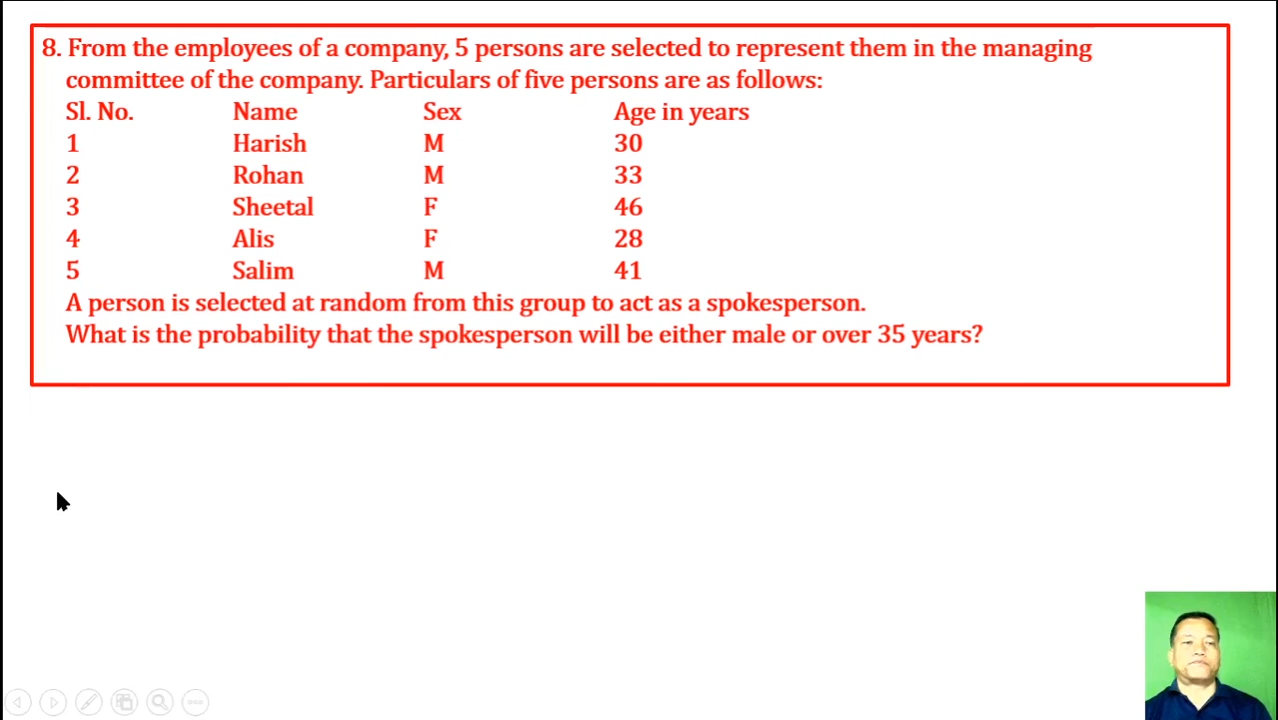 8. From the employees of a company, 5 persons are selected to represent them in the managing
committee of the company. Particulars of five persons are as follows:
Sl. No. Name Sex Age in years
1 Harish M 30
2 Rohan M 33
3 Sheetal F 46
4 Alis F 28
5 Salim M 41
A person is selected at random from this group to act as a spokesperson.
What is the probability that the spokesperson will be either male or over 35 years?